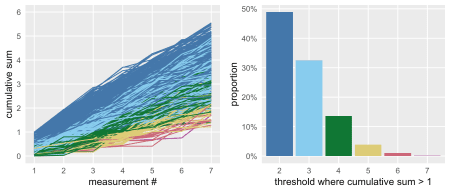 6
5
4
3
2
1
0
cumulative sum
1 2 3 4 5 6 7
measurement #
50%
40%
30%
20%
10%
0%
proportion
2 3 4 5 6 7
threshold where cumulative sum > 1